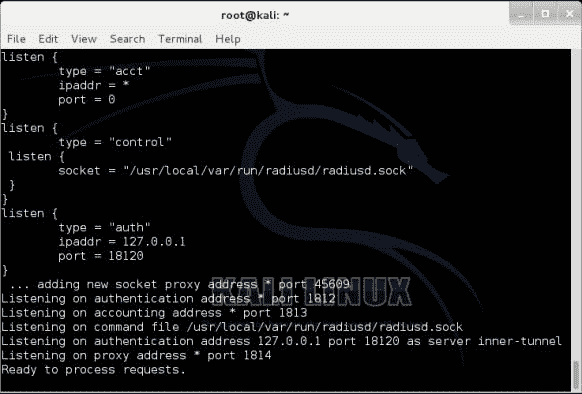 root@kali: ~
File Edit View Search Terminal Help
listen {
        type = "acct"
        ipaddr = *
        port = 0
}
listen {
        type = "control"
 listen {
        socket = "/usr/local/var/run/radiusd/radiusd.sock"
 }
}
listen {
        type = "auth"
        ipaddr = 127.0.0.1
        port = 18120
}
 ... adding new socket proxy address * port 45609
Listening on authentication address * port 1812
Listening on accounting address * port 1813
Listening on command file /usr/local/var/run/radiusd/radiusd.sock
Listening on authentication address 127.0.0.1 port 18120 as server inner-tunnel
Listening on proxy address * port 1814
Ready to process requests.
KALI LINUX